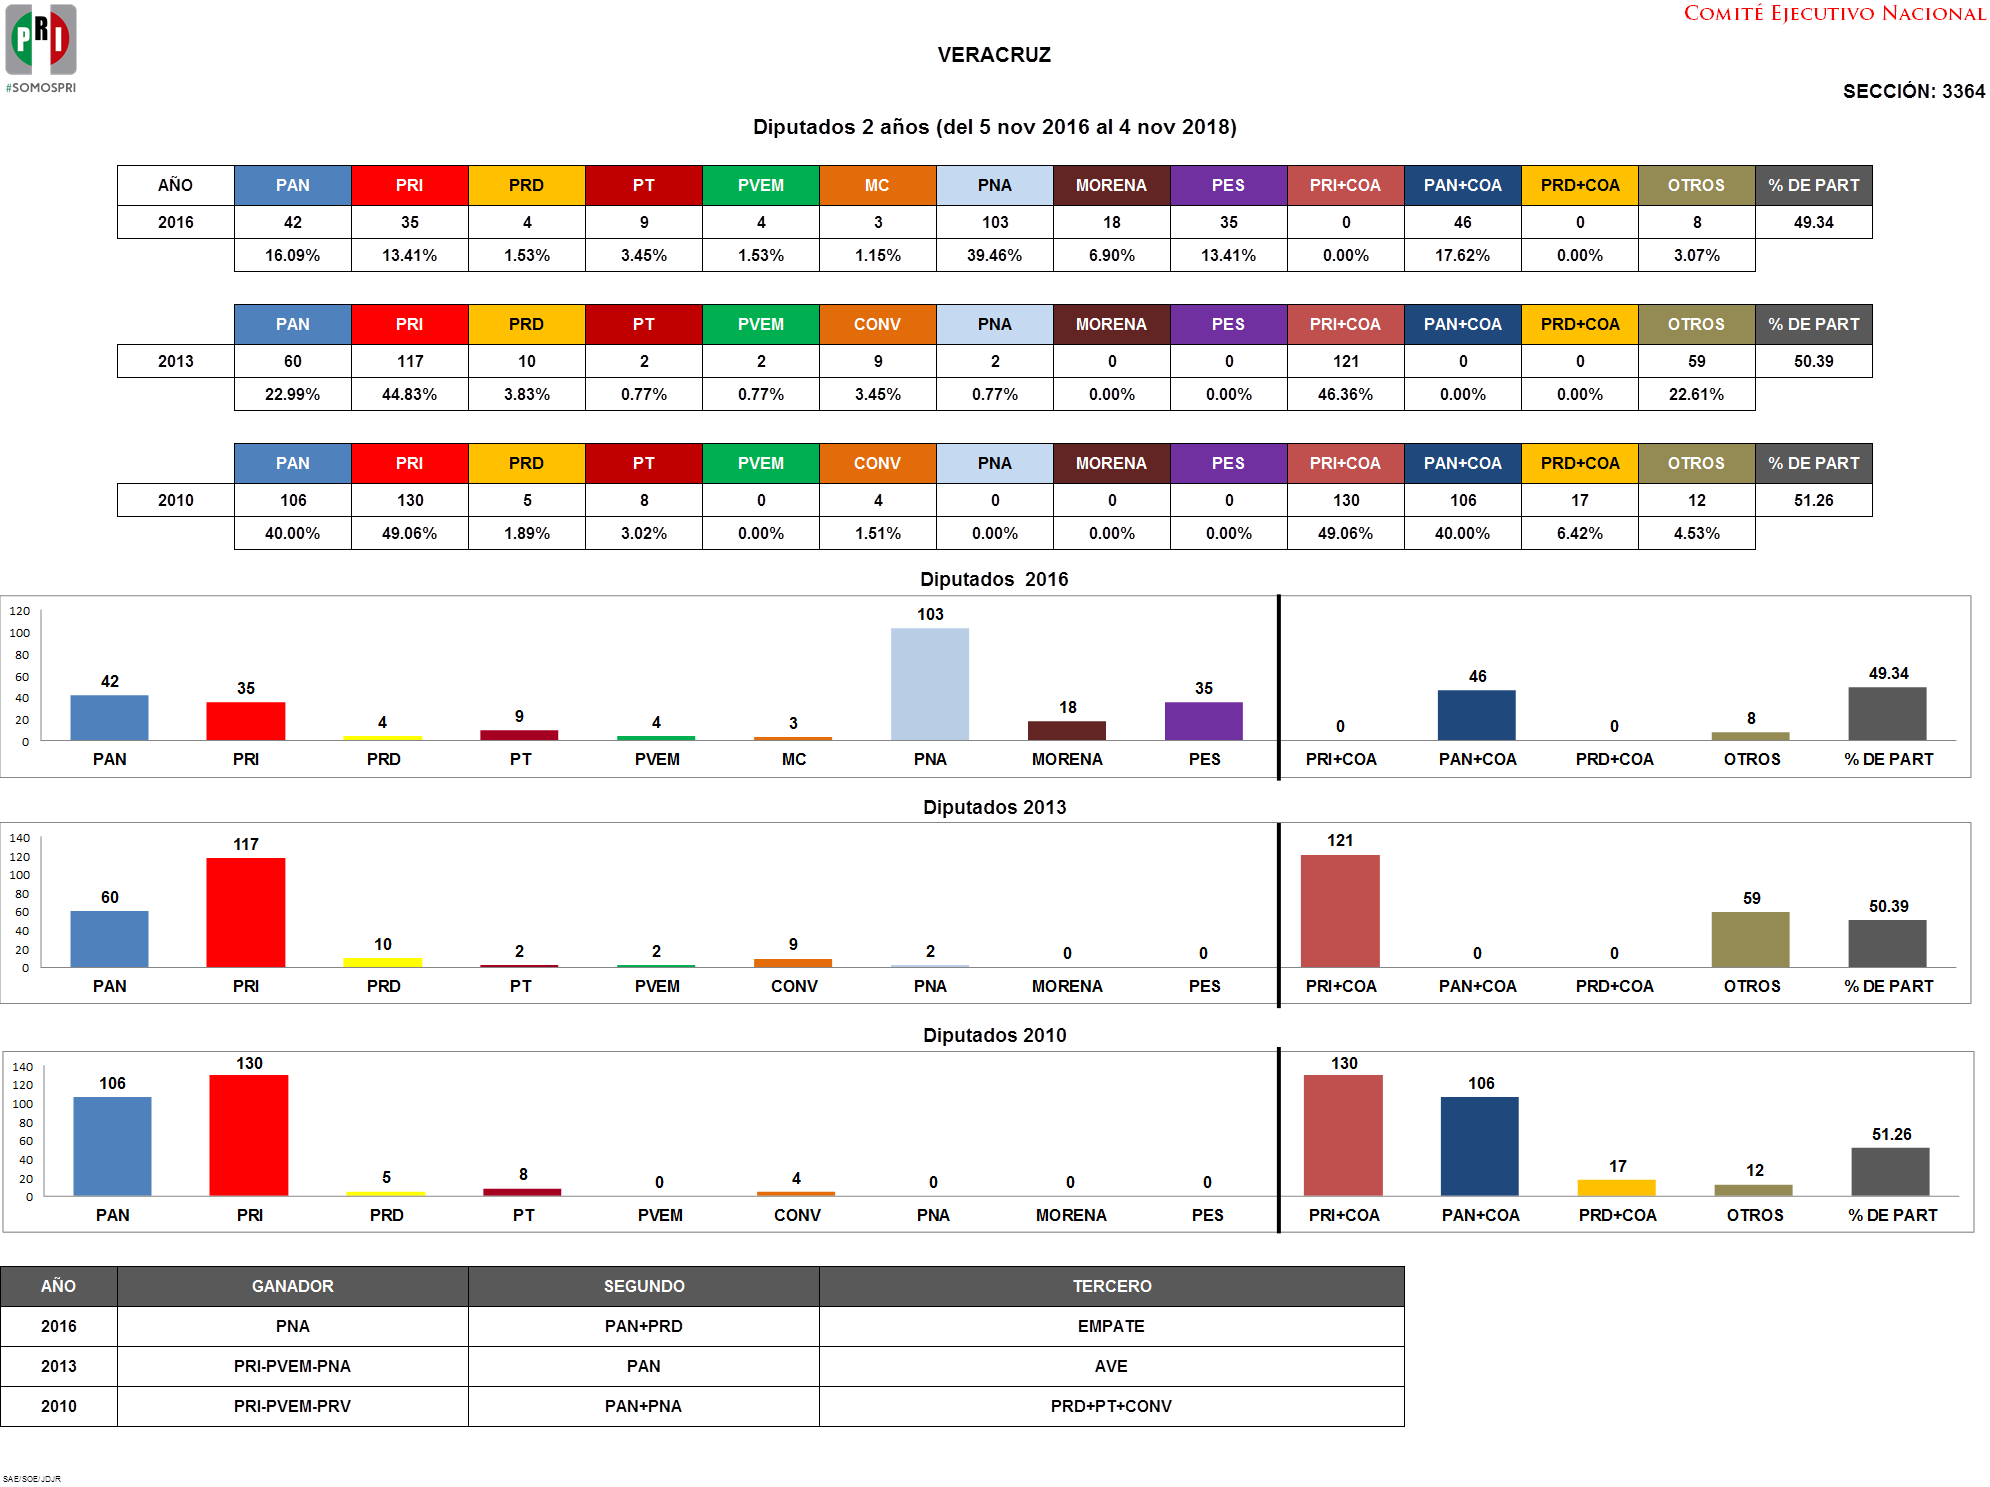 PRI
#SOMOSPRI
COMITÉ EJECUTIVO NACIONAL
VERACRUZ
SECCIÓN: 3364
Diputados 2 años (del 5 nov 2016 al 4 nov 2018)
AÑO PAN PRI PRD PT PVEM MC PNA MORENA PES PRI+COA PAN+COA PRD+COA OTROS % DE PART
2016 42 35 4 9 4 3 103 18 35 0 46 0 8 49.34
16.09% 13.41% 1.53% 3.45% 1.53% 1.15% 39.46% 6.90% 13.41% 0.00% 17.62% 0.00% 3.07%
PAN PRI PRD PT PVEM CONV PNA MORENA PES PRI+COA PAN+COA PRD+COA OTROS % DE PART
2013 60 117 10 2 2 9 2 0 0 121 0 0 59 50.39
22.99% 44.83% 3.83% 0.77% 0.77% 3.45% 0.77% 0.00% 0.00% 46.36% 0.00% 0.00% 22.61%
PAN PRI PRD PT PVEM CONV PNA MORENA PES PRI+COA PAN+COA PRD+COA OTROS % DE PART
2010 106 130 5 8 0 4 0 0 0 130 106 17 12 51.26
40.00% 49.06% 1.89% 3.02% 0.00% 1.51% 0.00% 0.00% 0.00% 49.06% 40.00% 6.42% 4.53%
Diputados 2016
120
100
80
60
40
20
0
42 35 4 9 4 3 103 18 35 0 46 0 8 49.34
PAN PRI PRD PT PVEM MC PNA MORENA PES PRI+COA PAN+COA PRD+COA OTROS % DE PART
Diputados 2013
140
120
100
80
60
40
20
0
60 117 10 2 2 9 2 0 0 121 0 0 59 50.39
PAN PRI PRD PT PVEM CONV PNA MORENA PES PRI+COA PAN+COA PRD+COA OTROS % DE PART
Diputados 2010
140
120
100
80
60
40
20
0
106 130 5 8 0 4 0 0 0 130 106 17 12 51.26
PAN PRI PRD PT PVEM CONV PNA MORENA PES PRI+COA PAN+COA PRD+COA OTROS % DE PART
AÑO GANADOR SEGUNDO TERCERO
2016 PNA PAN+PRD EMPATE
2013 PRI-PVEM-PNA PAN AVE
2010 PRI-PVEM-PRV PAN+PNA PRD+PT+CONV
SAE/SOE/JDJR